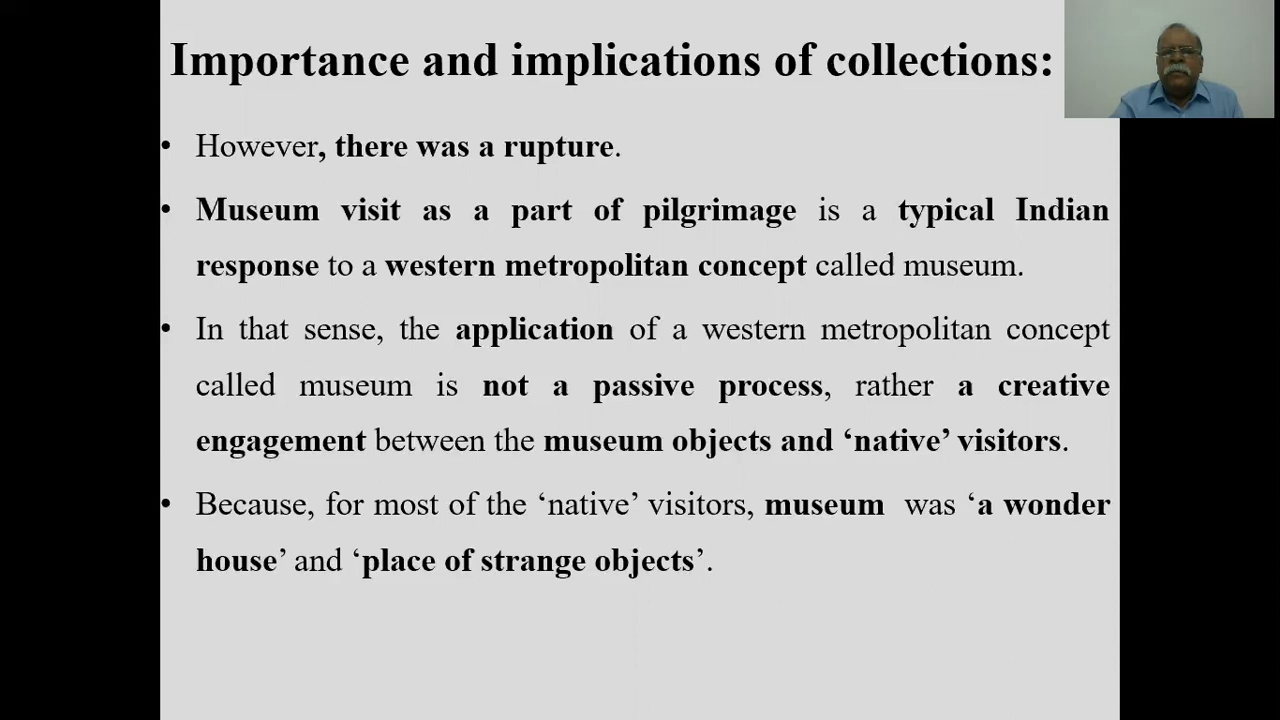 Importance and implications of collections:
• However, there was a rupture.
• Museum visit as a part of pilgrimage is a typical Indian
response to a western metropolitan concept called museum.
• In that sense, the application of a western metropolitan concept
called museum is not a passive process, rather a creative
engagement between the museum objects and ‘native’ visitors.
• Because, for most of the ‘native’ visitors, museum was ‘a wonder
house’ and ‘place of strange objects’.